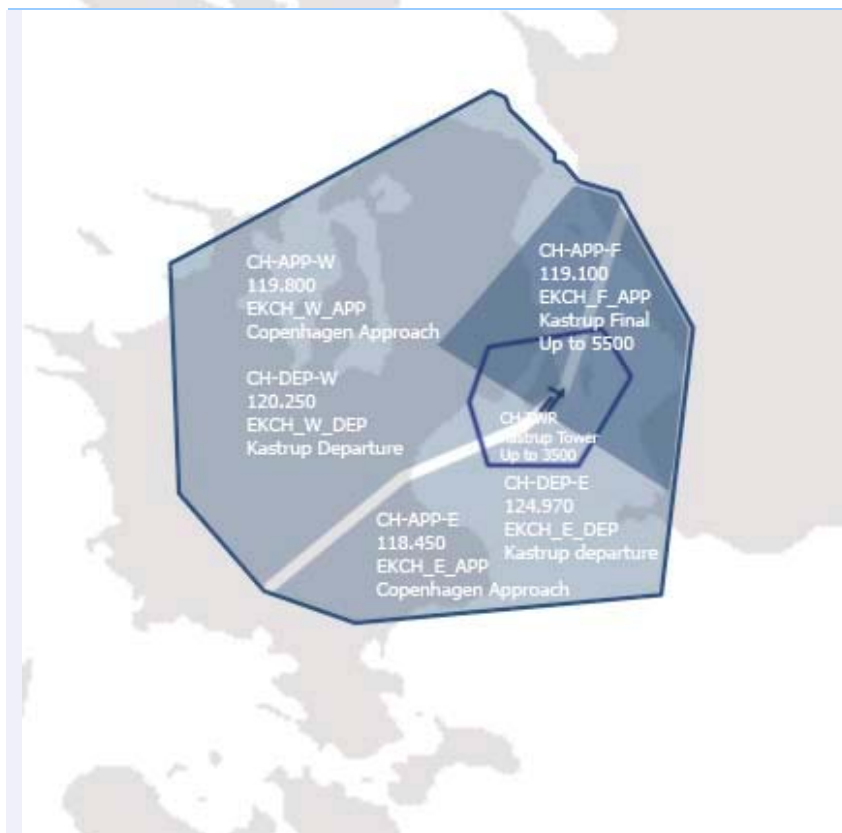 CH-APP-W
119.800
EKCH_W_APP
Copenhagen Approach
CH-DEP-W
120.250
EKCH_W_DEP
Kastrup Departure
CH-APP-F
119.100
EKCH_F_APP
Kastrup Final
Up to 5500
CH-TWR
Kastrup Tower
Up to 3500
CH-DEP-E
124.970
EKCH_E_DEP
Kastrup departure
CH-APP-E
118.450
EKCH_E_APP
Copenhagen Approach